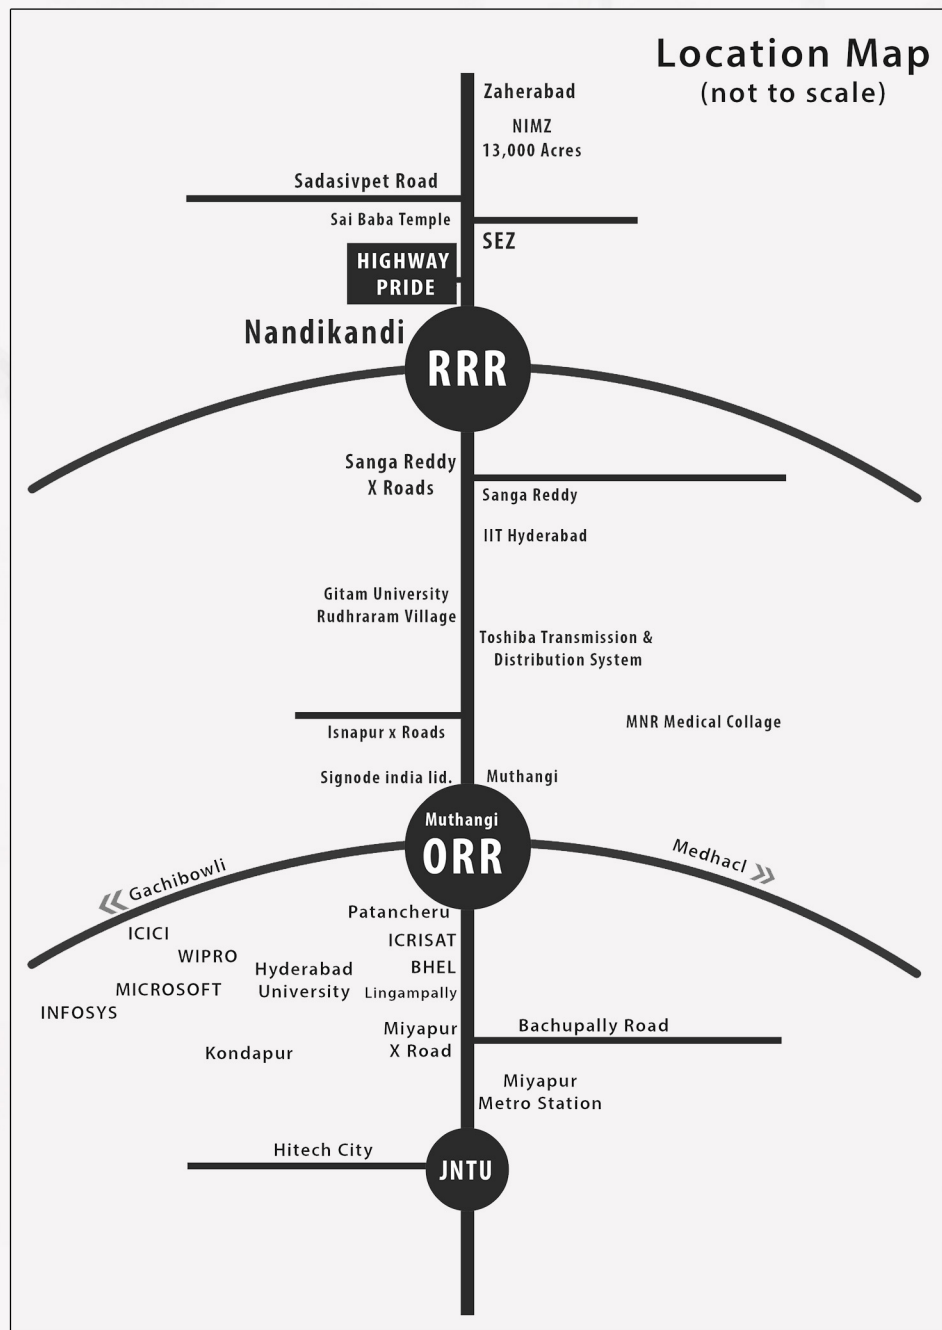 Location Map
(not to scale)
Zaherabad
NIMZ
13,000 Acres
Sadasivpet Road
Sai Baba Temple
SEZ
HIGHWAY
PRIDE
Nandikandi
RRR
Sanga Reddy
X Roads
Sanga Reddy
IIT Hyderabad
Gitam University
Rudhraram Village
Toshiba Transmission &
Distribution System
MNR Medical Collage
Isnapur x Roads
Signode india lid.
Muthangi
Muthangi
ORR
Gachibowli
Medhacl
Patancheru
ICICI
ICRISAT
WIPRO
BHEL
Hyderabad
University
MICROSOFT
Lingampally
INFOSYS
Miyapur
X Road
Bachupally Road
Kondapur
Miyapur
Metro Station
Hitech City
JNTU